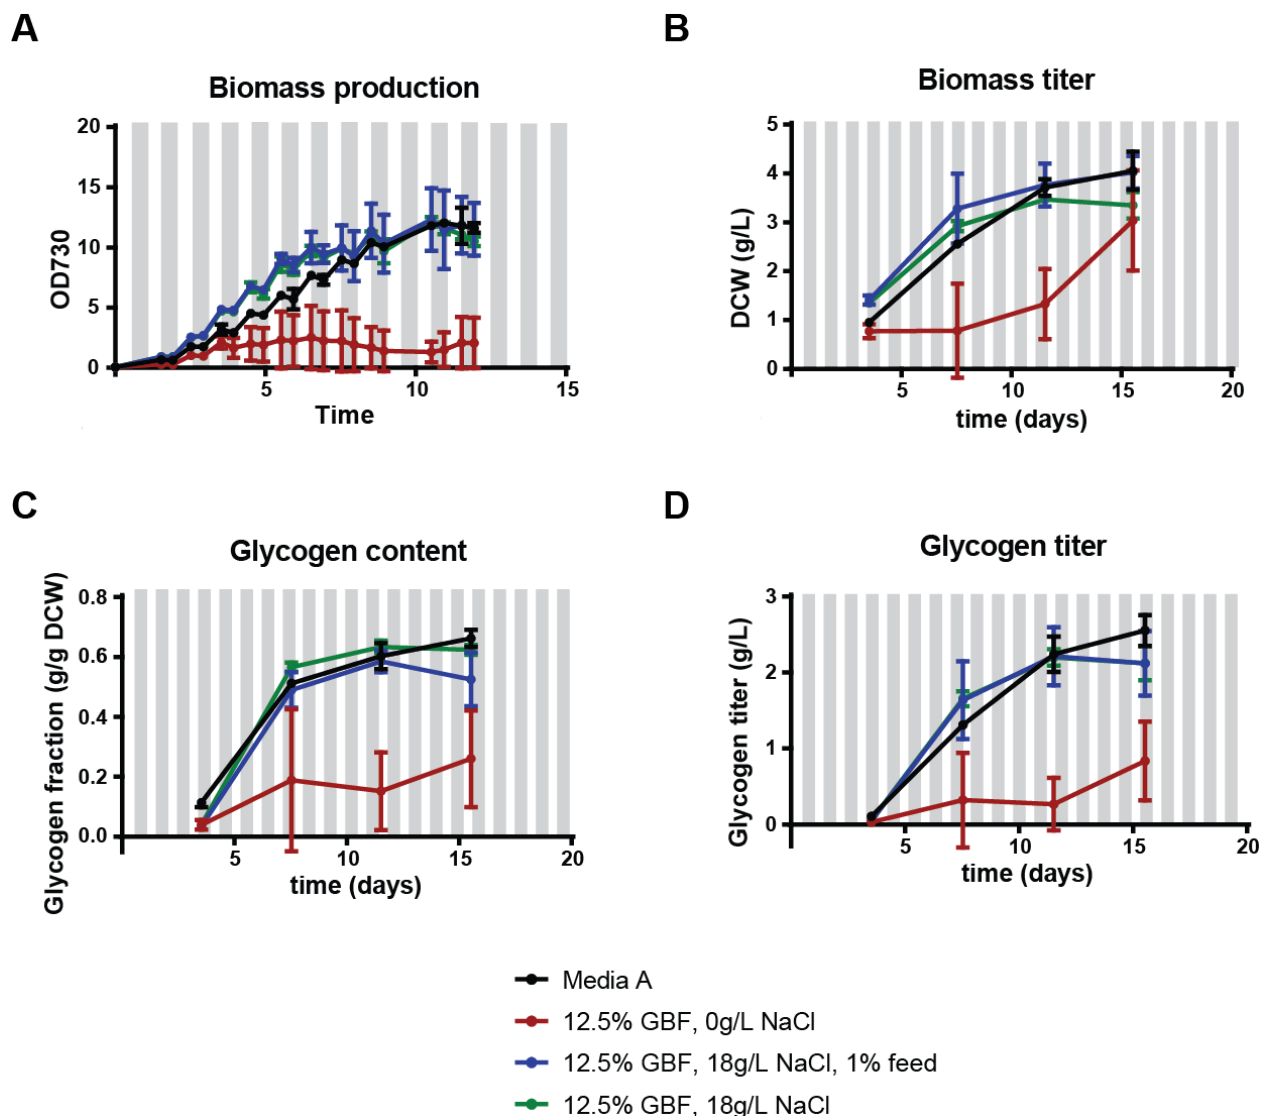 A
Biomass production
OD730
20
15
10
5
0
5
10
15
Time
B
Biomass titer
DCW (g/L)
5
4
3
2
1
0
5
10
15
20
time (days)
C
Glycogen content
Glycogen fraction (g/g DCW)
0.8
0.6
0.4
0.2
0.0
5
10
15
20
time (days)
D
Glycogen titer
Glycogen titer (g/L)
3
2
1
0
5
10
15
20
time (days)
Media A
12.5% GBF, 0g/L NaCl
12.5% GBF, 18g/L NaCl, 1% feed
12.5% GBF, 18g/L NaCl